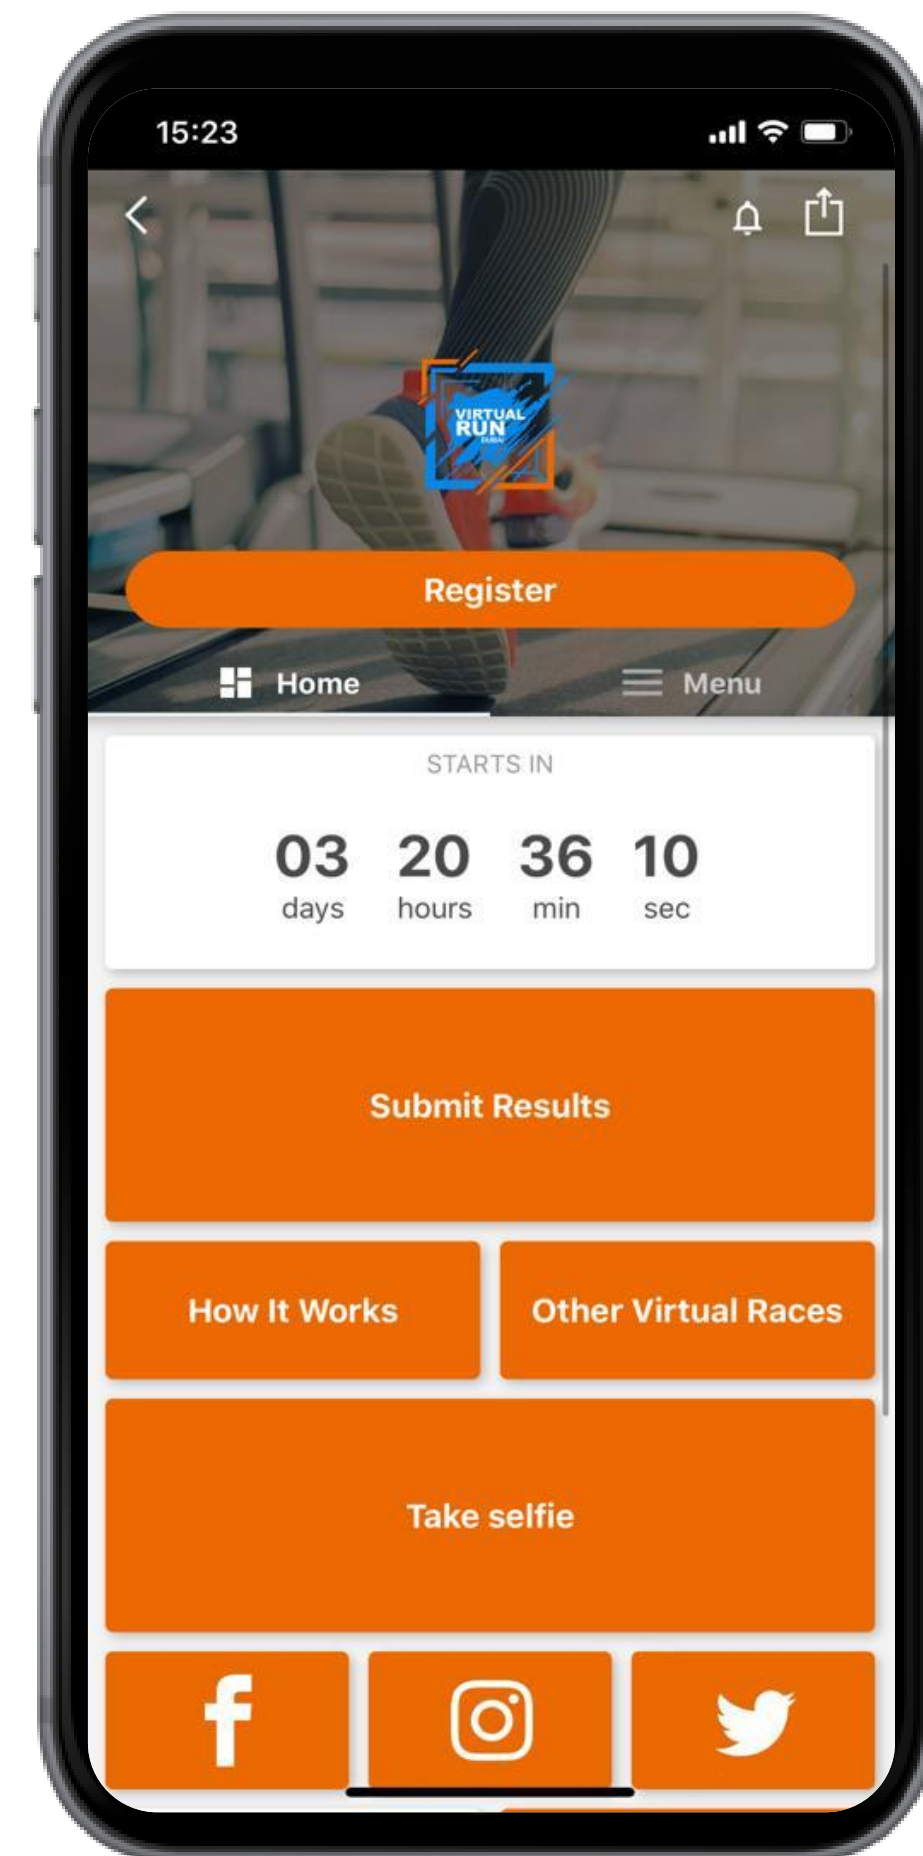 15:23
VIRTUAL
RUN
DUBAI
Register
Home
Menu
STARTS IN
03 20 36 10
days hours min sec
Submit Results
How It Works
Other Virtual Races
Take selfie